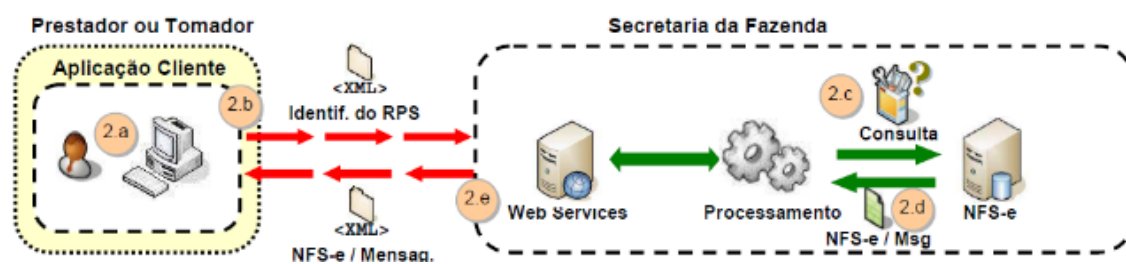 Prestador ou Tomador
Secretaria da Fazenda
Aplicação Cliente
2.a
2.b
<XML>
Identif. do RPS
<XML>
NFS-e / Mensag.
2.e
Web Services
Processamento
2.c
?
Consulta
2.d
NFS-e / Msg
NFS-e